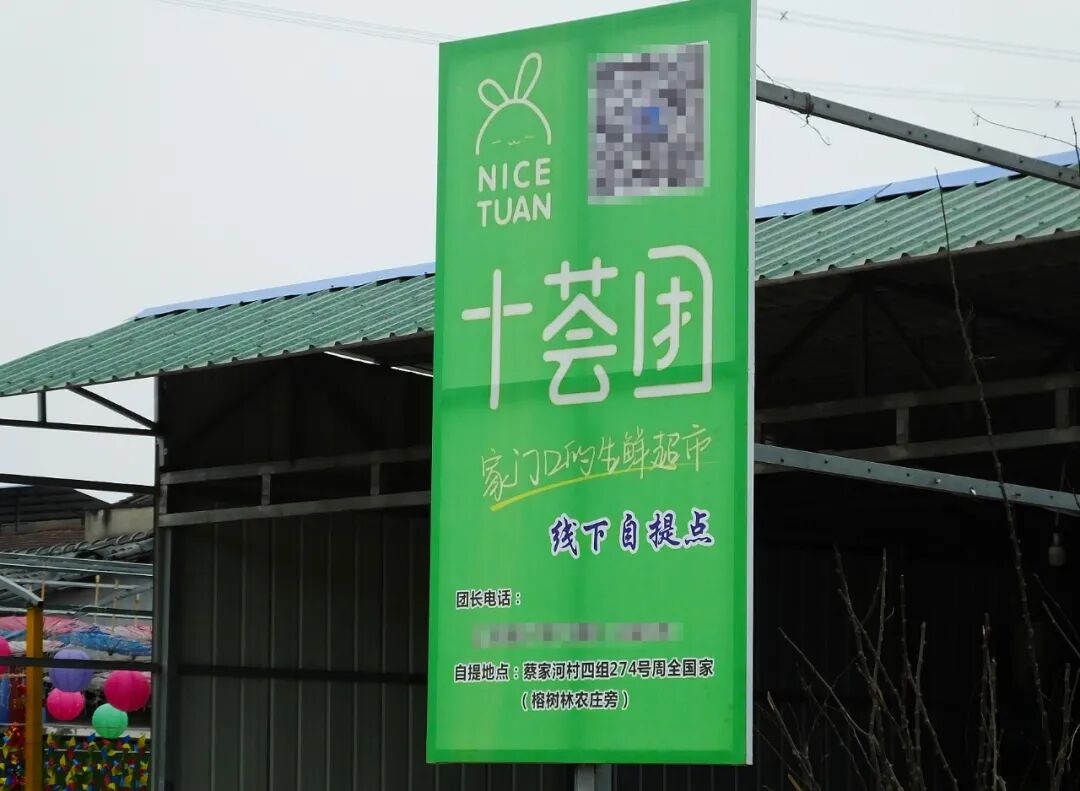 NICE
TUAN
十荟团
家门口的生鲜超市
线下自提点
团长电话：
自提地点：蔡家河村四组274号周全国家
（榕树林农庄旁）